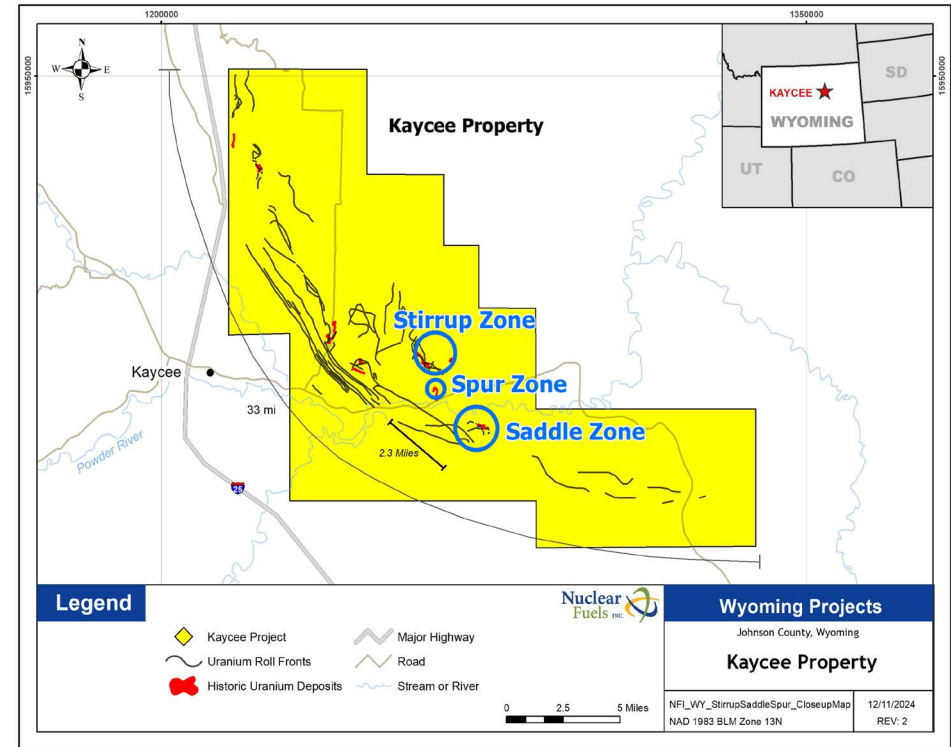 1200000
1350000
15950000
15950000
N
W
E
S
Kaycee Property
SD
KAYCEE
WYOMING
UT
CO
Stirrup Zone
Spur Zone
Saddle Zone
Kaycee
33 mi
2.3 Miles
Powder River
25
Legend
Kaycee Project
Uranium Roll Fronts
Historic Uranium Deposits
Major Highway
Road
Stream or River
Nuclear
Fuels INC.
0 2.5 5 Miles
Wyoming Projects
Johnson County, Wyoming
Kaycee Property
NFI_WY_StirrupSaddleSpur_CloseupMap
NAD 1983 BLM Zone 13N
12/11/2024
REV: 2